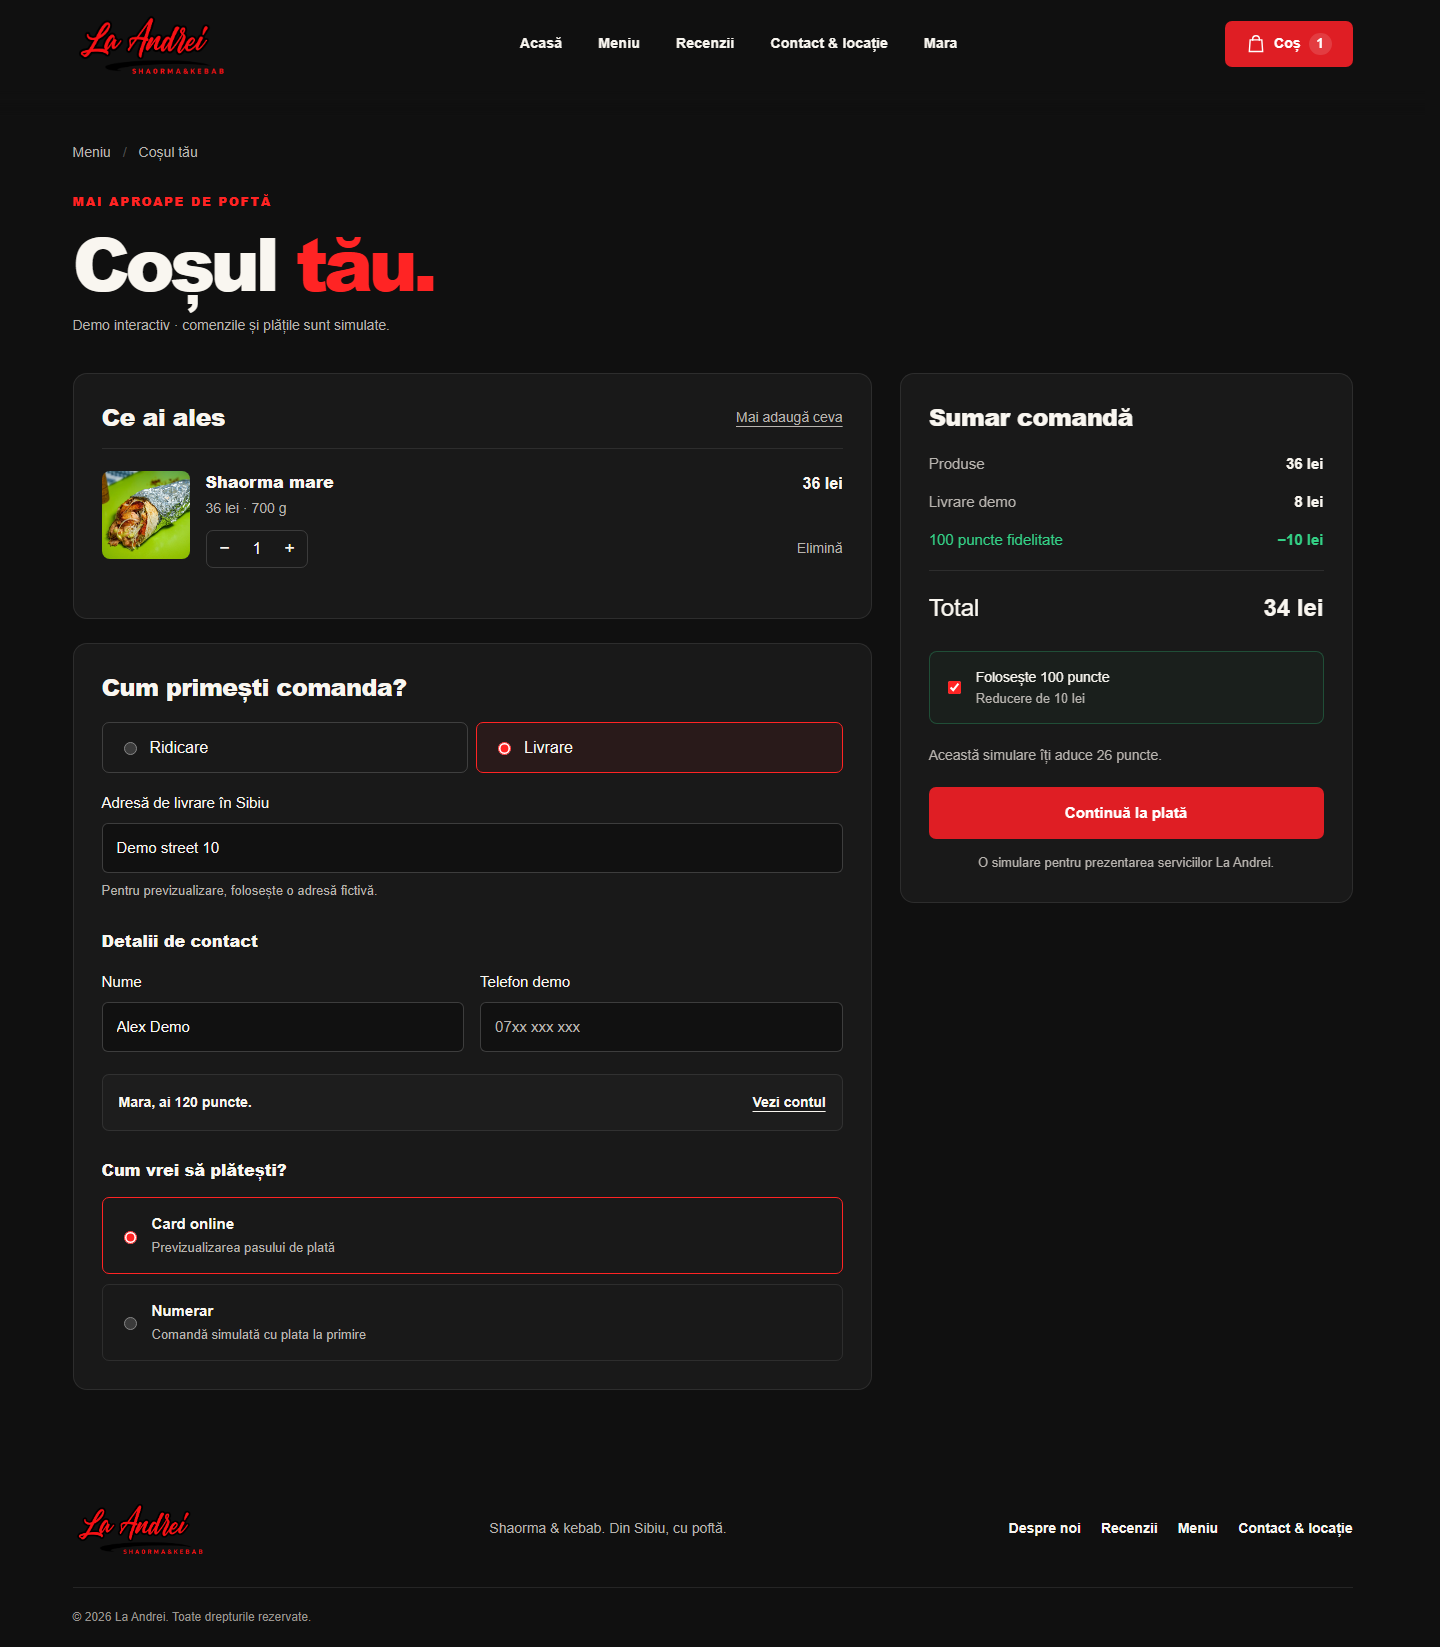 La Andrei
SHAORMA&KEBAB
Acasă
Meniu
Recenzii
Contact & locație
Mara
Coș 1
Meniu / Coșul tău
MAI APROAPE DE POFTĂ
Coșul tău.
Demo interactiv · comenzile și plățile sunt simulate.
Ce ai ales
Mai adaugă ceva
Shaorma mare
36 lei
36 lei · 700 g
− 1 +
Elimină
Cum primești comanda?
Ridicare
Livrare
Adresă de livrare în Sibiu
Demo street 10
Pentru previzualizare, folosește o adresă fictivă.
Detalii de contact
Nume
Telefon demo
Alex Demo
07xx xxx xxx
Mara, ai 120 puncte.
Vezi contul
Cum vrei să plătești?
Card online
Previzualizarea pasului de plată
Numerar
Comandă simulată cu plata la primire
Sumar comandă
Produse 36 lei
Livrare demo 8 lei
100 puncte fidelitate −10 lei
Total 34 lei
Folosește 100 puncte
Reducere de 10 lei
Această simulare îți aduce 26 puncte.
Continuă la plată
O simulare pentru prezentarea serviciilor La Andrei.
La Andrei
SHAORMA&KEBAB
Shaorma & kebab. Din Sibiu, cu poftă.
Despre noi
Recenzii
Meniu
Contact & locație
© 2026 La Andrei. Toate drepturile rezervate.